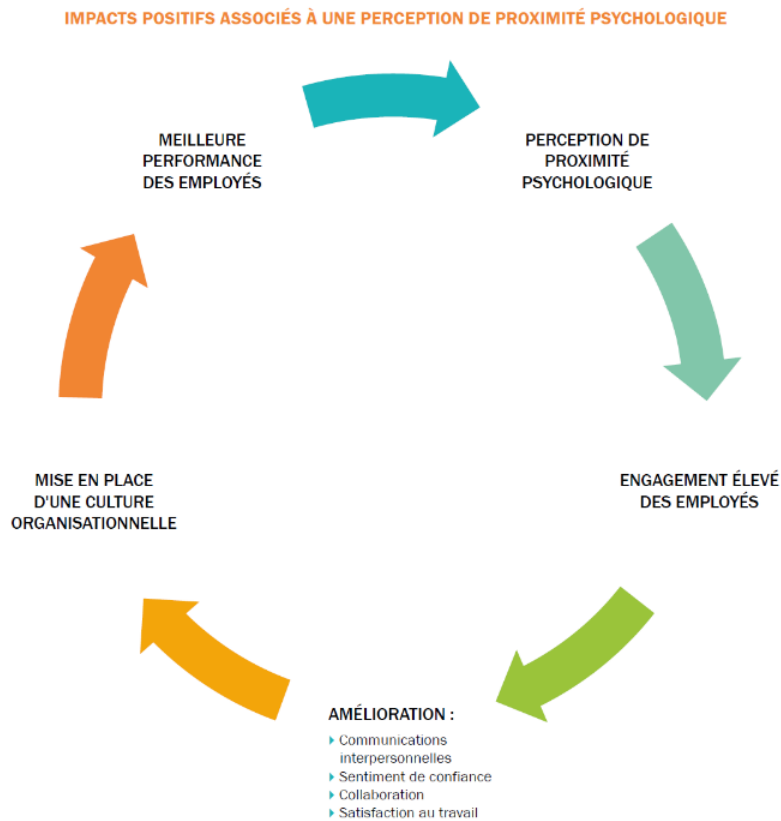 IMPACTS POSITIFS ASSOCIÉS À UNE PERCEPTION DE PROXIMITÉ PSYCHOLOGIQUE
MEILLEURE
PERFORMANCE
DES EMPLOYÉS
PERCEPTION DE
PROXIMITÉ
PSYCHOLOGIQUE
ENGAGEMENT ÉLEVÉ
DES EMPLOYÉS
AMÉLIORATION :
Communications
interpersonnelles
Sentiment de confiance
Collaboration
Satisfaction au travail
MISE EN PLACE
D'UNE CULTURE
ORGANISATIONNELLE